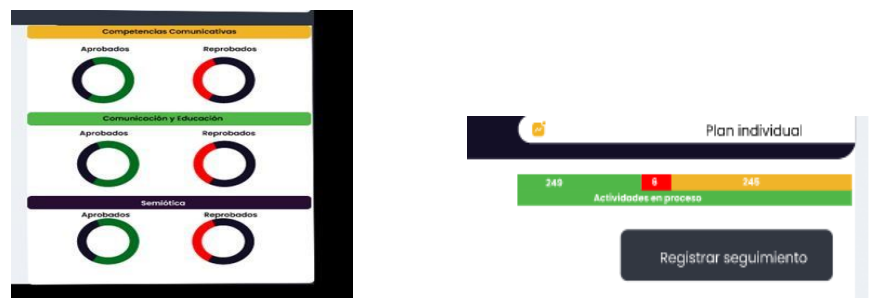 Competencias Comunicativas
Aprobados Reprobados
Comunicación y Educación
Aprobados Reprobados
Semiótica
Aprobados Reprobados
Plan individual
249 6 246
Actividades en proceso
Registrar seguimiento